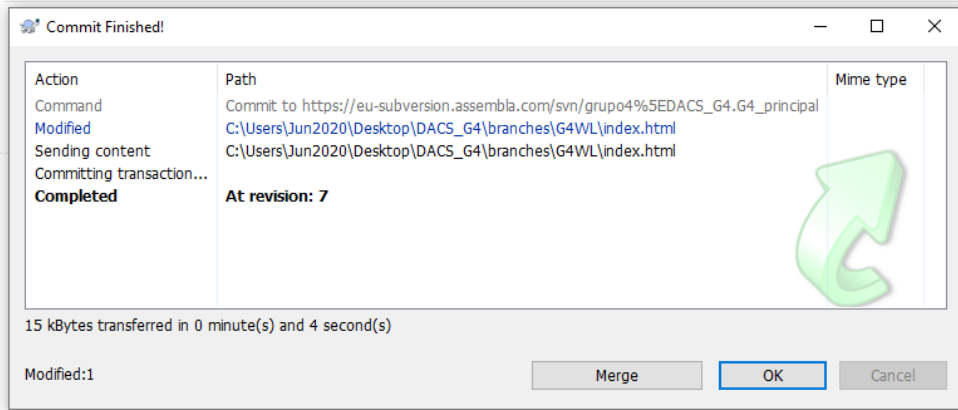 Commit Finished!
Action Path Mime type
Command Commit to https://eu-subversion.assembla.com/svn/grupo4%5EDACS_G4.G4_principal
Modified C:\Users\Jun2020\Desktop\DACS_G4\branches\G4WL\index.html
Sending content C:\Users\Jun2020\Desktop\DACS_G4\branches\G4WL\index.html
Committing transaction...
Completed At revision: 7
15 kBytes transferred in 0 minute(s) and 4 second(s)
Modified:1 Merge OK Cancel